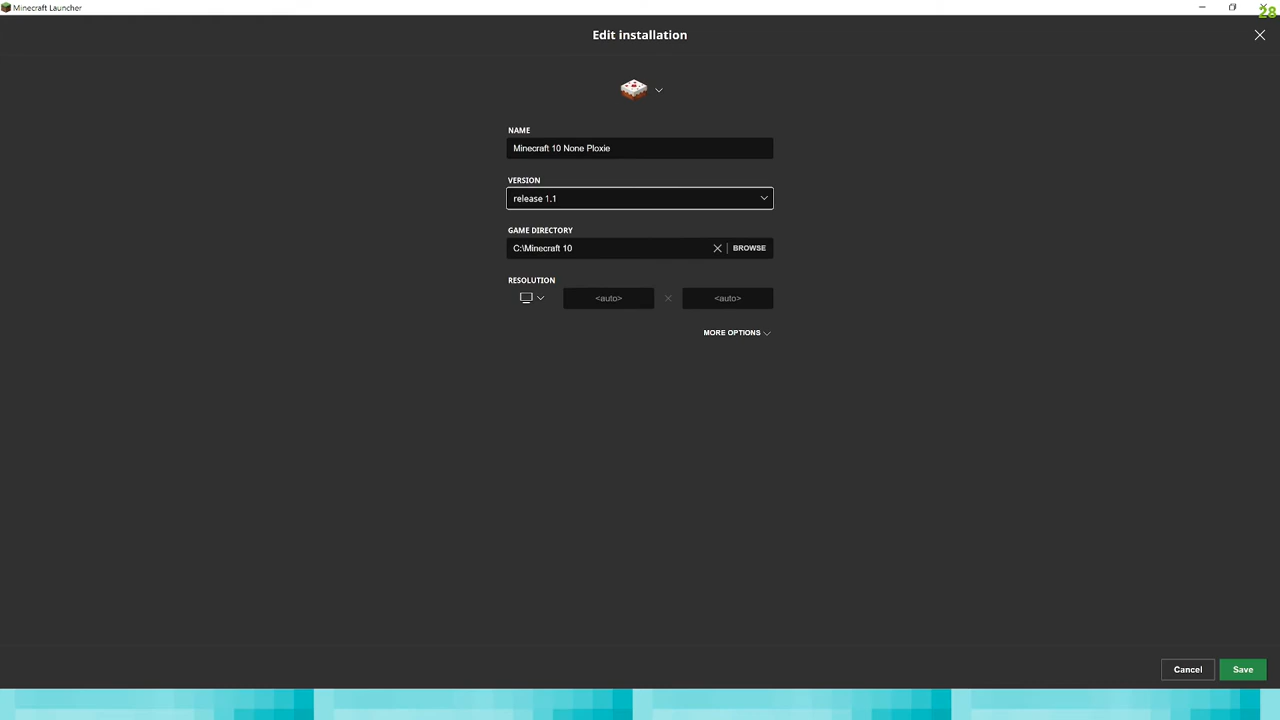 Minecraft Launcher
28
Edit installation
NAME
Minecraft 10 None Ploxie
VERSION
release 1.1
GAME DIRECTORY
C:\Minecraft 10
BROWSE
RESOLUTION
<auto>
<auto>
MORE OPTIONS
Cancel
Save